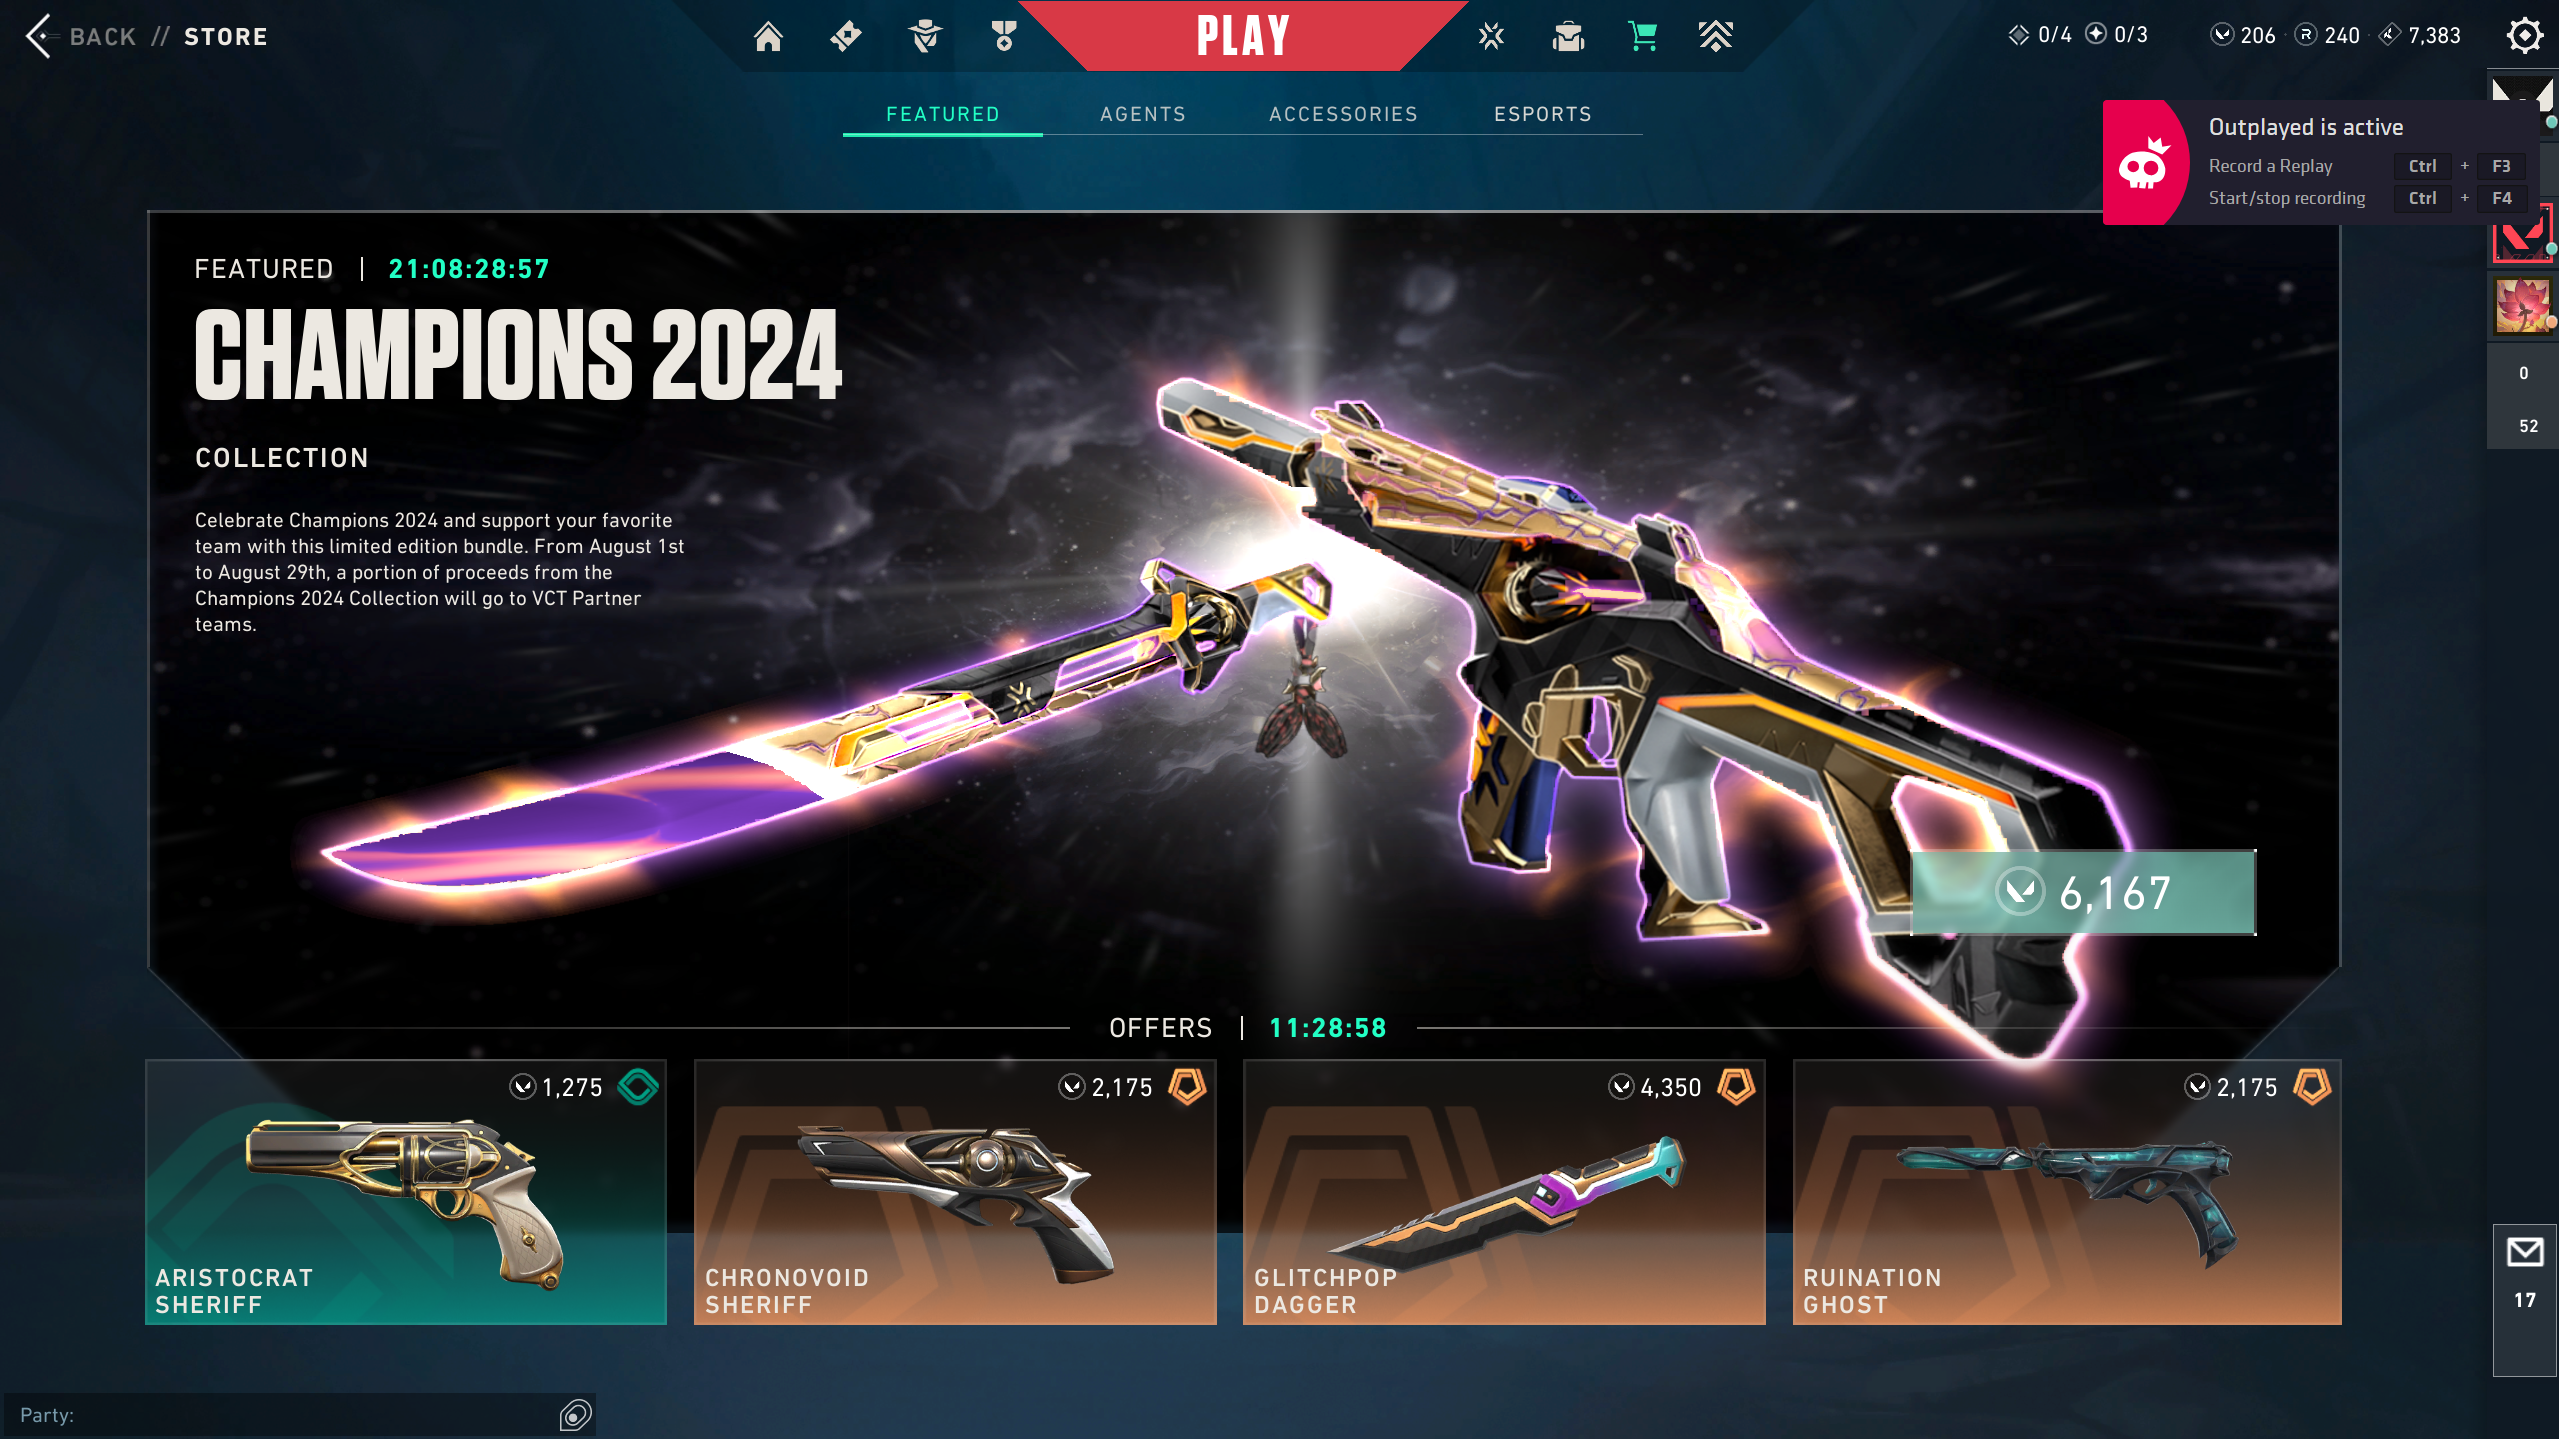 BACK // STORE
PLAY
0/4 0/3
206 · R 240 · 7,383
FEATURED
AGENTS
ACCESSORIES
ESPORTS
Outplayed is active
Record a Replay Ctrl + F3
Start/stop recording Ctrl + F4
FEATURED | 21:08:28:57
CHAMPIONS 2024
COLLECTION
Celebrate Champions 2024 and support your favorite
team with this limited edition bundle. From August 1st
to August 29th, a portion of proceeds from the
Champions 2024 Collection will go to VCT Partner
teams.
0
52
6,167
OFFERS | 11:28:58
1,275
ARISTOCRAT
SHERIFF
2,175
CHRONOVOID
SHERIFF
4,350
GLITCHPOP
DAGGER
2,175
RUINATION
GHOST
17
Party: